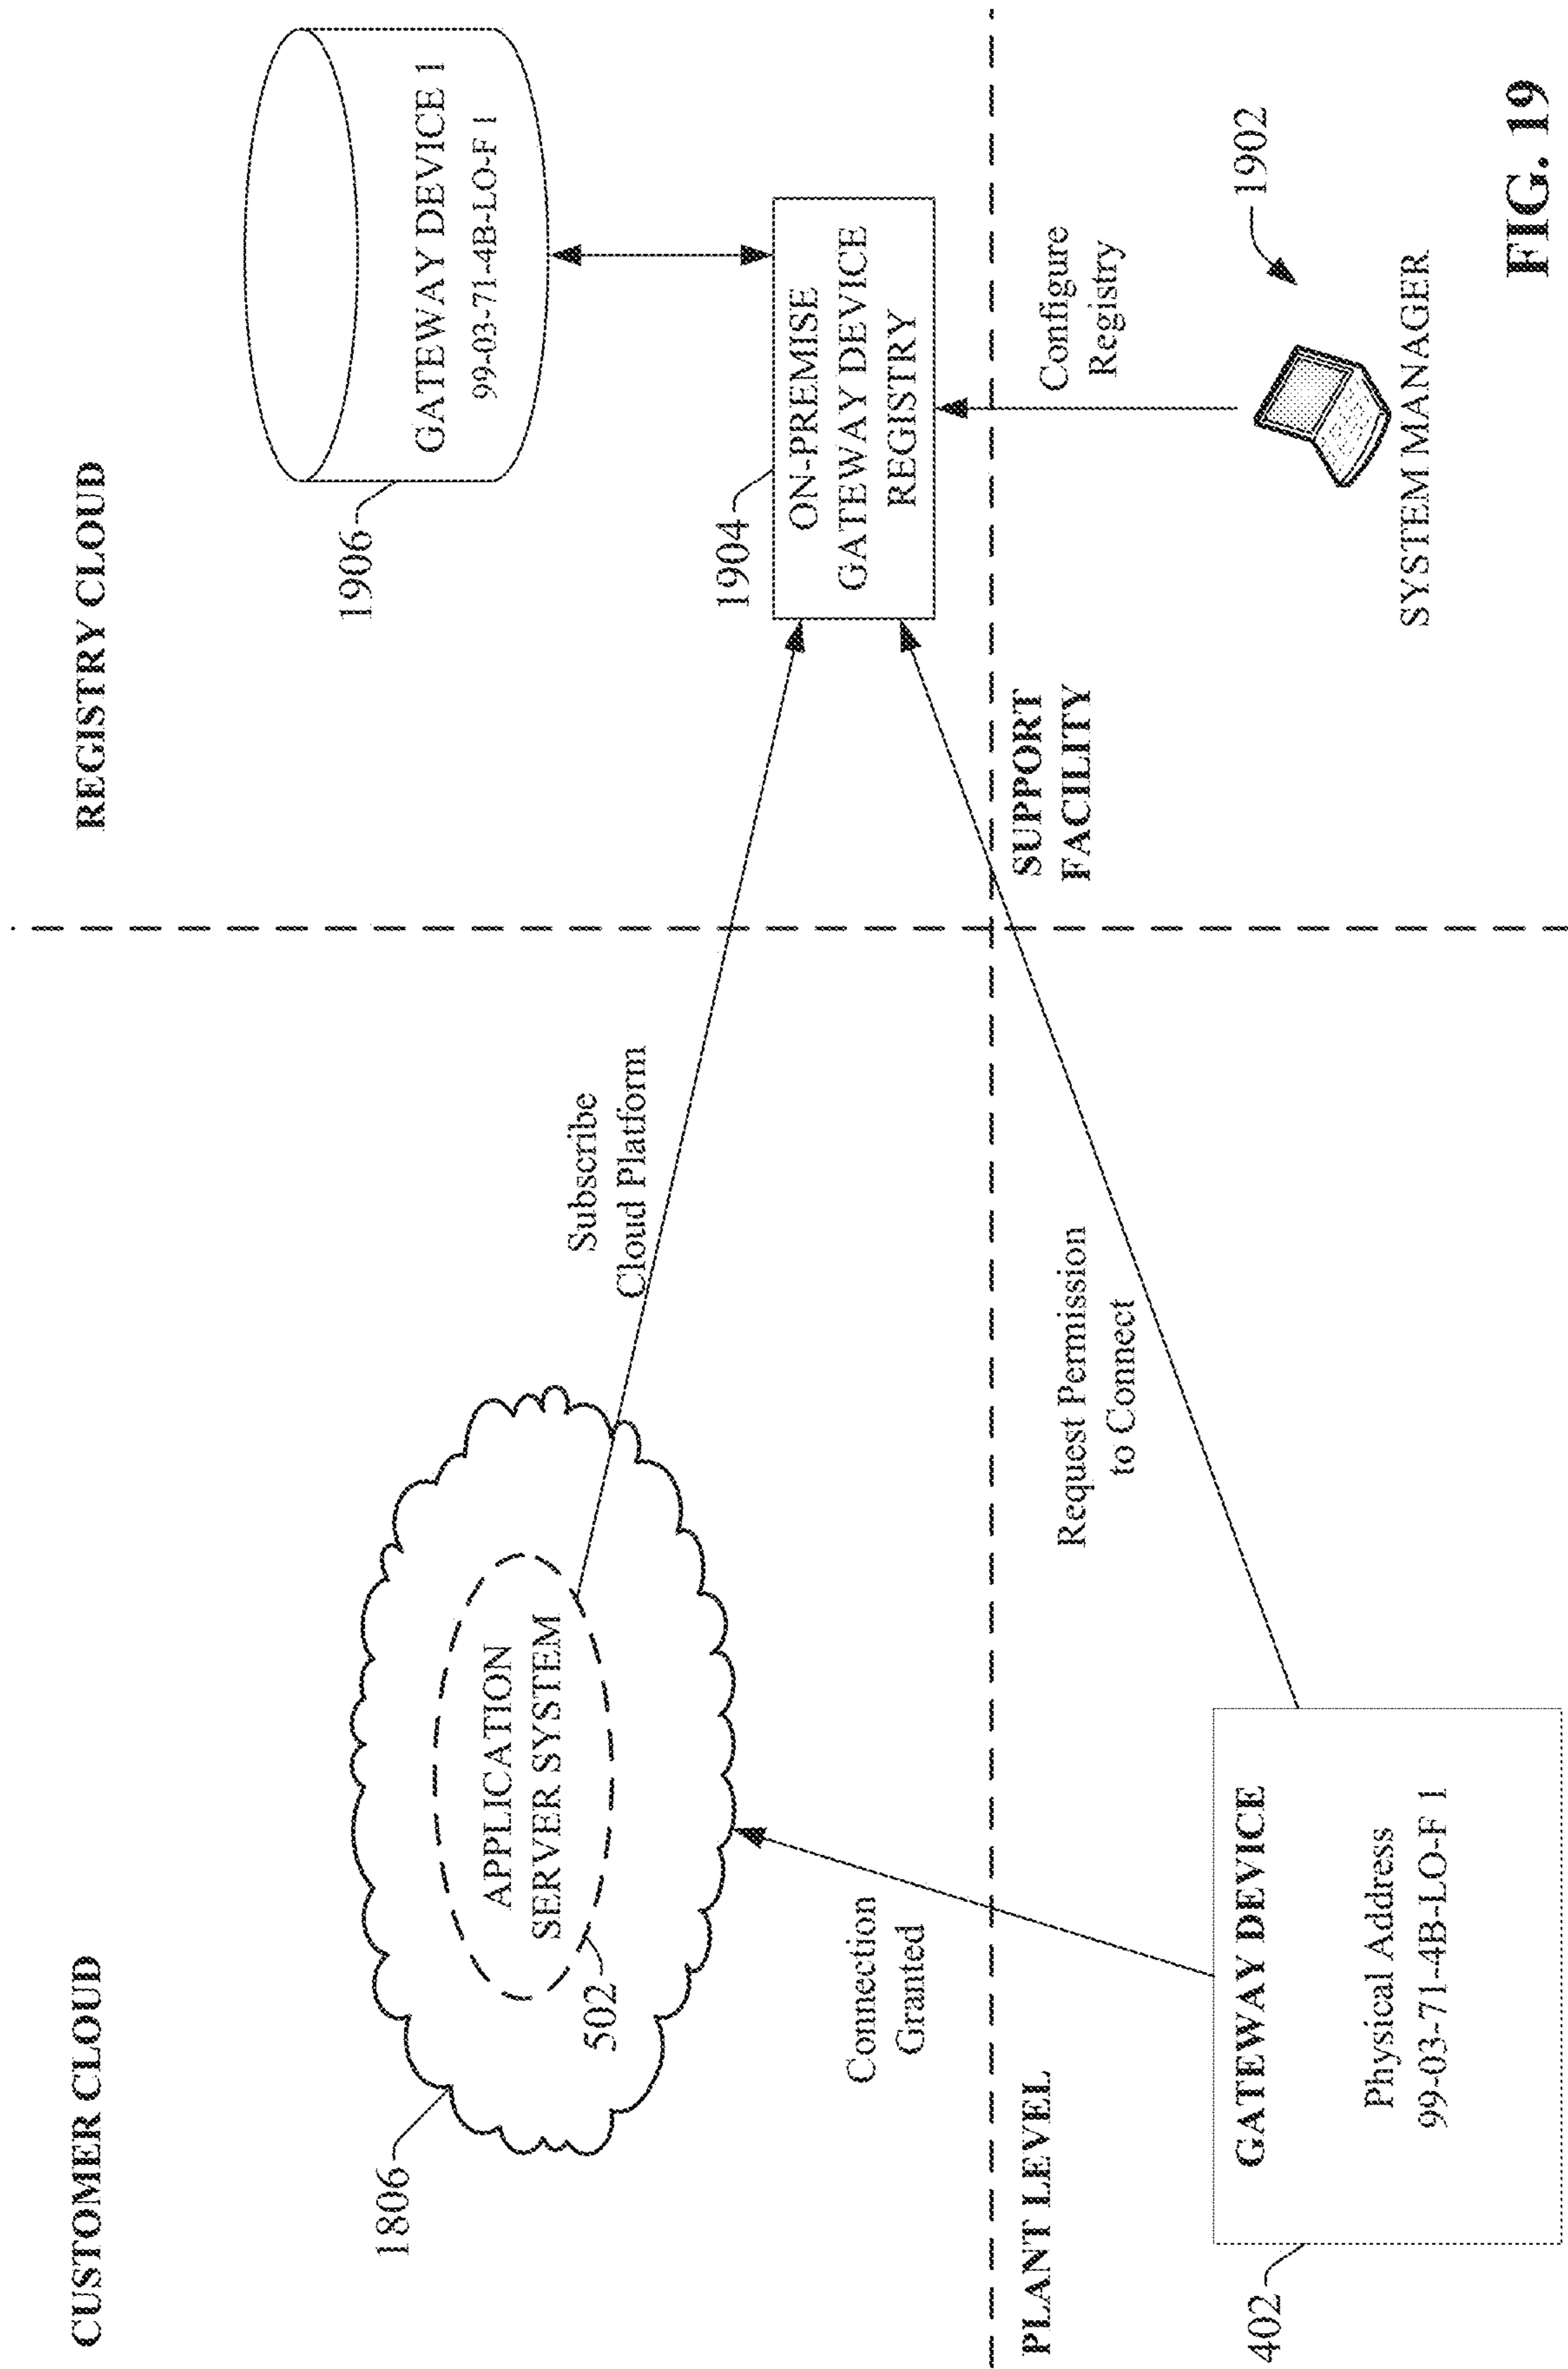 CUSTOMER CLOUD
REGISTRY CLOUD
1806
APPLICATION
SERVER SYSTEM
502
1906
GATEWAY DEVICE 1
99-03-71-4B-LO-F 1
Subscribe
Cloud Platform
1904
ON-PREMISE
GATEWAY DEVICE
REGISTRY
Connection
Granted
PLANT LEVEL
SUPPORT
FACILITY
Request Permission
to Connect
Configure
Registry
402
GATEWAY DEVICE
Physical Address
99-03-71-4B-LO-F 1
1902
SYSTEM MANAGER
FIG. 19